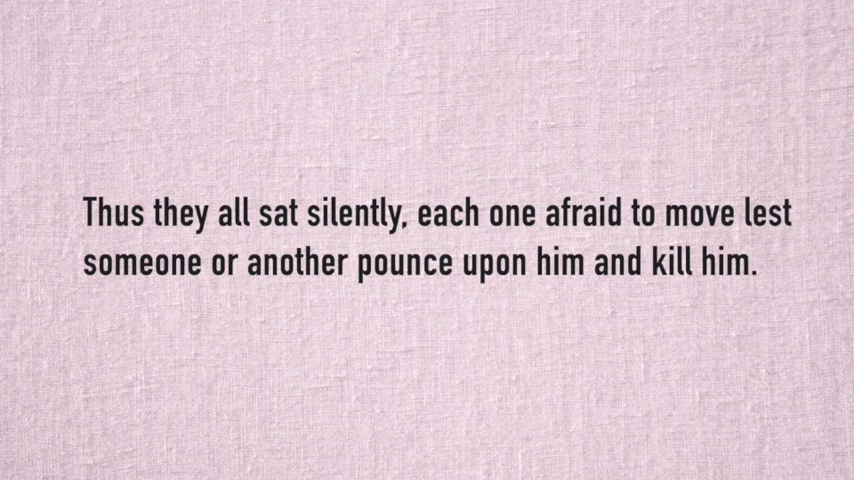 Thus they all sat silently, each one afraid to move lest
someone or another pounce upon him and kill him.